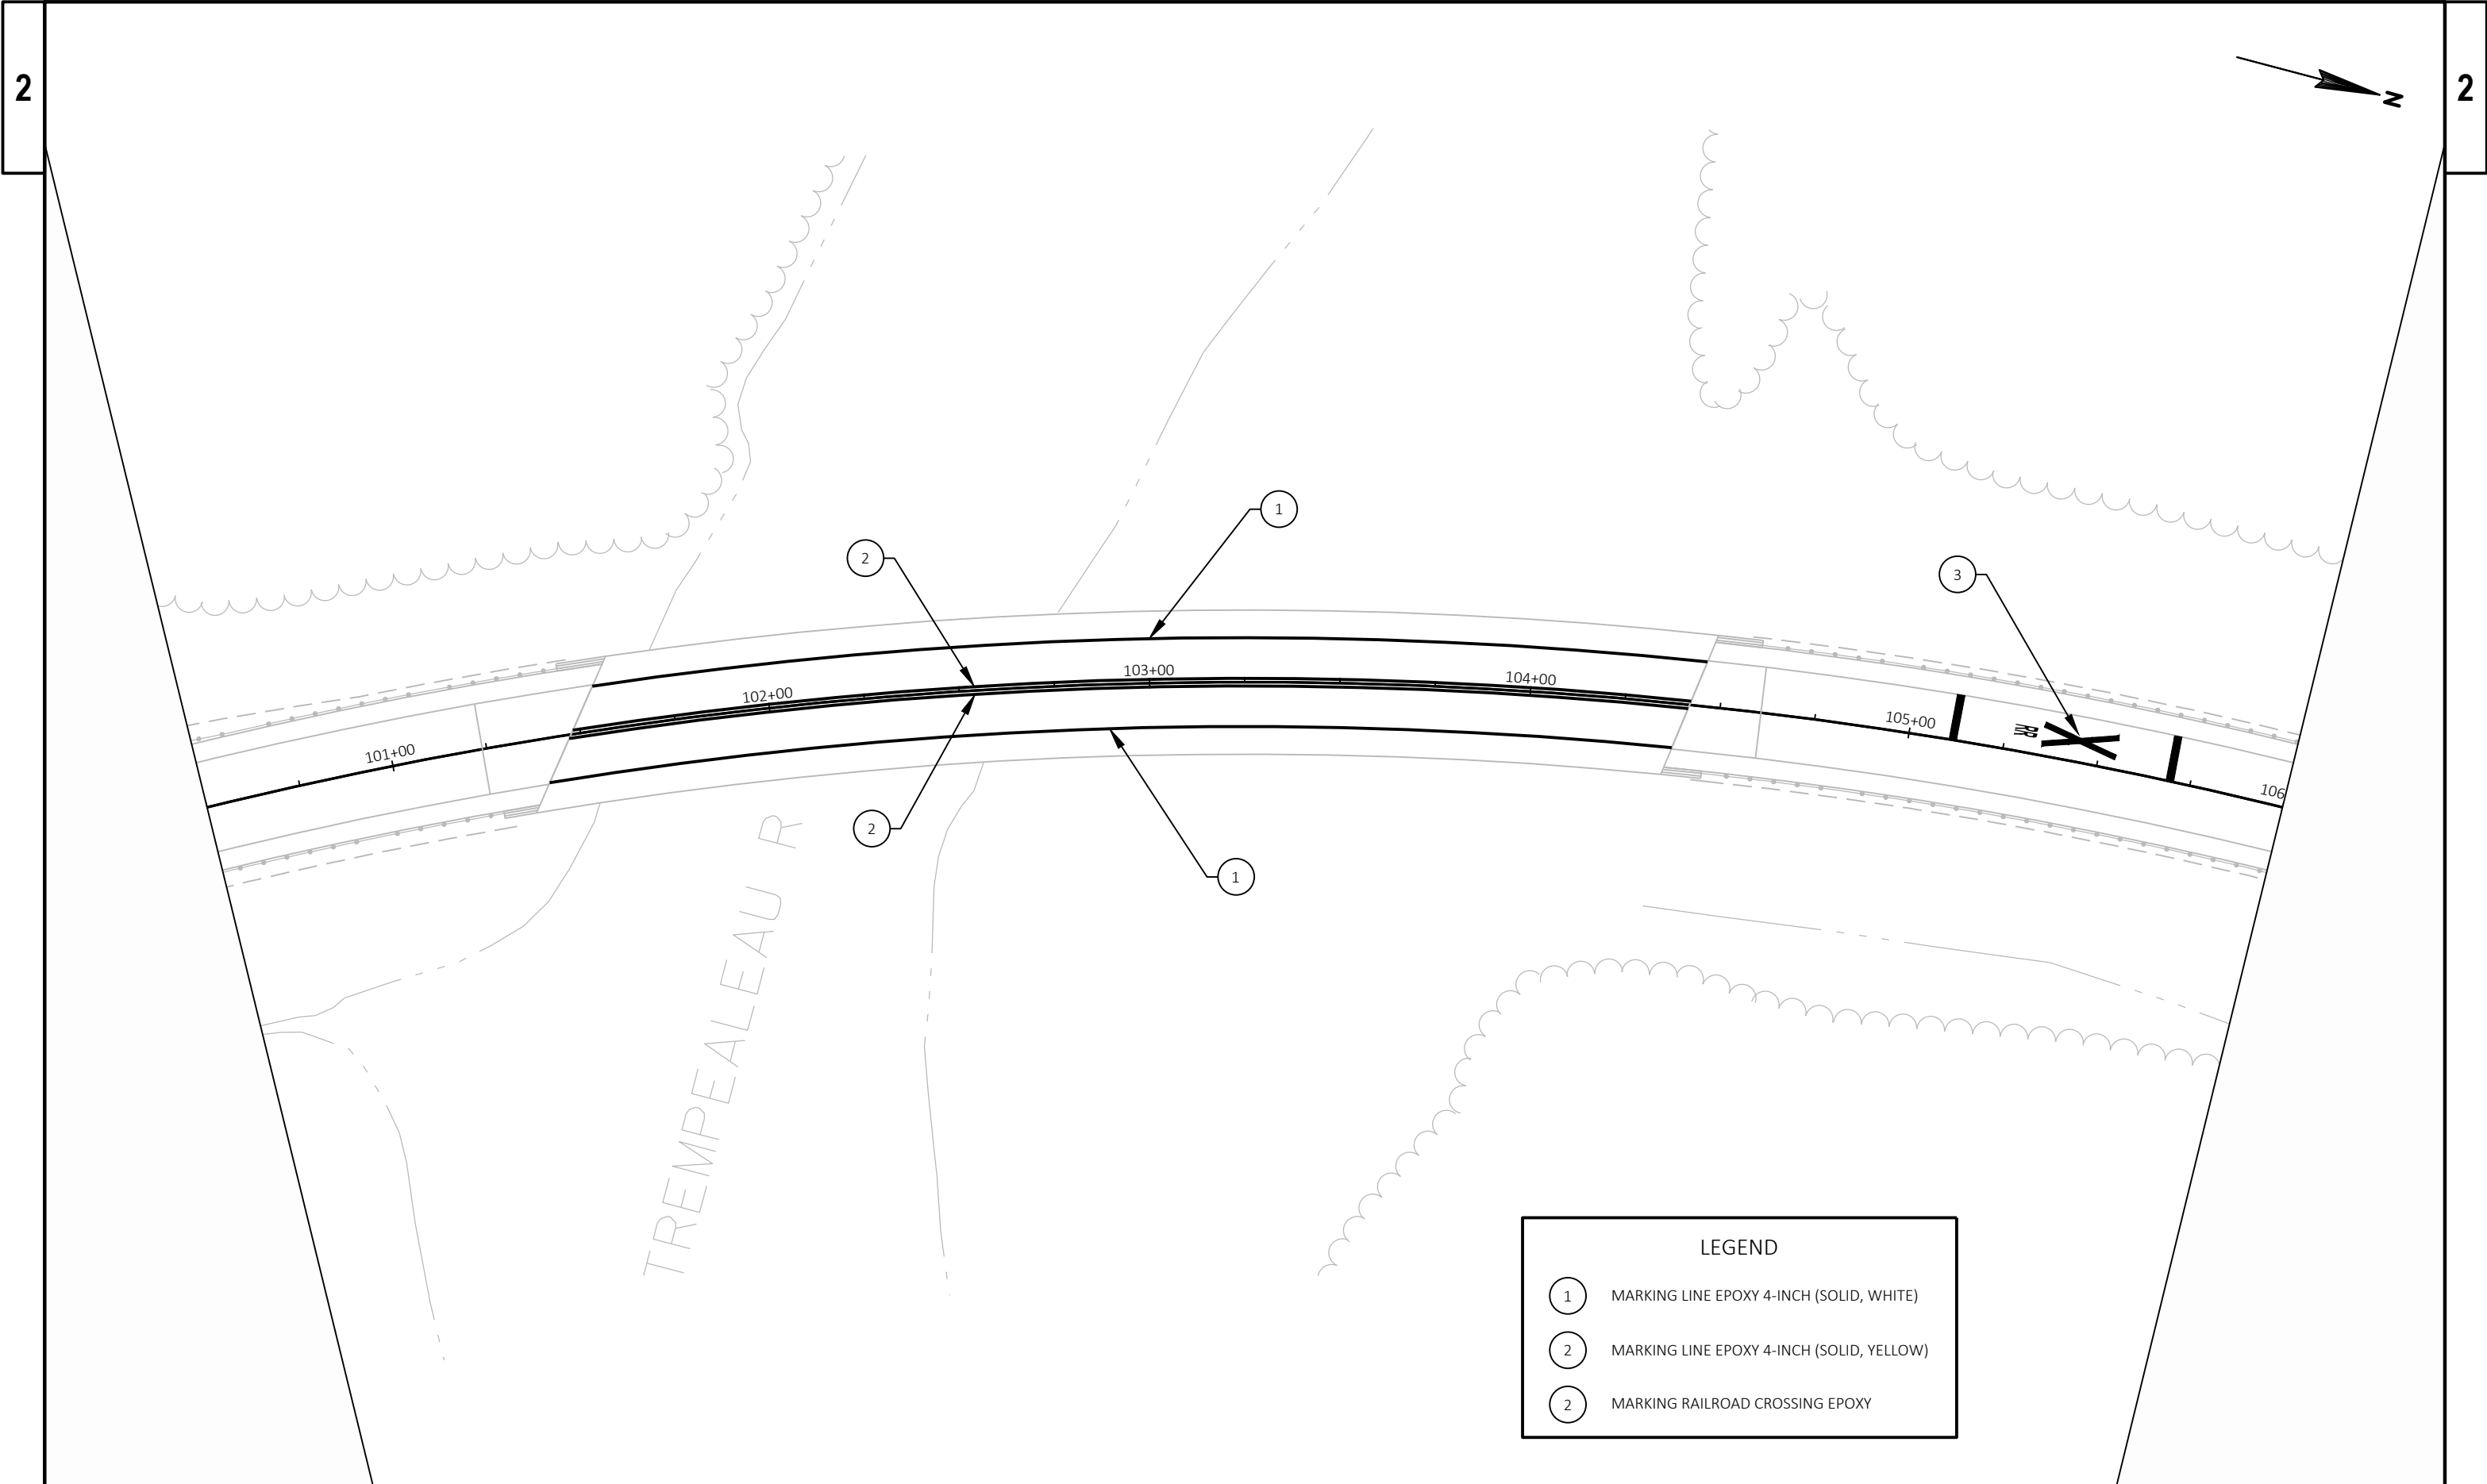 2
2
N
1
2
3
103+00
104+00
102+00
105+00
101+00
RR
106
2
1
TREMPEALEAU R
LEGEND
1 MARKING LINE EPOXY 4-INCH (SOLID, WHITE)
2 MARKING LINE EPOXY 4-INCH (SOLID, YELLOW)
2 MARKING RAILROAD CROSSING EPOXY